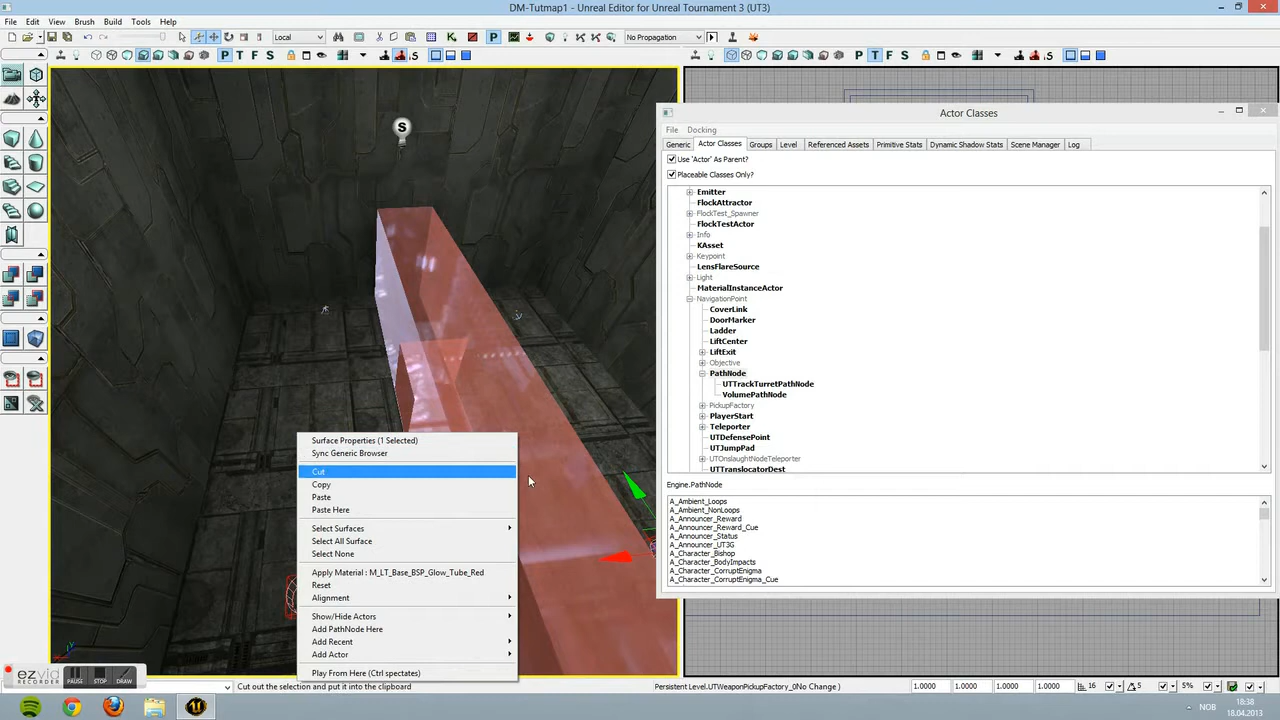 DM-Tutmap1 - Unreal Editor for Unreal Tournament 3 (UT3)
File Edit View Brush Build Tools Help
Local
No Propagation
P T F S
P T F S
S
Actor Classes
File Docking
Generic Actor Classes Groups Level Referenced Assets Primitive Stats Dynamic Shadow Stats Scene Manager Log
Use 'Actor' As Parent?
Placeable Classes Only?
Emitter
FlockAttractor
FlockTest_Spawner
FlockTestActor
Info
KAsset
Keypoint
LensFlareSource
Light
MaterialInstanceActor
NavigationPoint
CoverLink
DoorMarker
Ladder
LiftCenter
LiftExit
Objective
PathNode
UTTrackTurretPathNode
VolumePathNode
PickupFactory
PlayerStart
Teleporter
UTDefensePoint
UTJumpPad
UTOnslaughtNodeTeleporter
UTTranslocatorDest
Engine.PathNode
A_Ambient_Loops
A_Ambient_NonLoops
A_Announcer_Reward
A_Announcer_Reward_Cue
A_Announcer_Status
A_Announcer_UT3G
A_Character_Bishop
A_Character_BodyImpacts
A_Character_CorruptEnigma
A_Character_CorruptEnigma_Cue
Surface Properties (1 Selected)
Sync Generic Browser
Cut
Copy
Paste
Paste Here
Select Surfaces
Select All Surface
Select None
Apply Material : M_LT_Base_BSP_Glow_Tube_Red
Reset
Alignment
Show/Hide Actors
Add PathNode Here
Add Recent
Add Actor
Play From Here (Ctrl spectates)
ezvid
RECORDER
PAUSE STOP DRAW
Cut out the selection and put it into the clipboard
Persistent Level.UTWeaponPickupFactory_0No Change.)
1.0000 1.0000 1.0000 1.0000
16 5 5%
NOB
18:38
18.04.2013